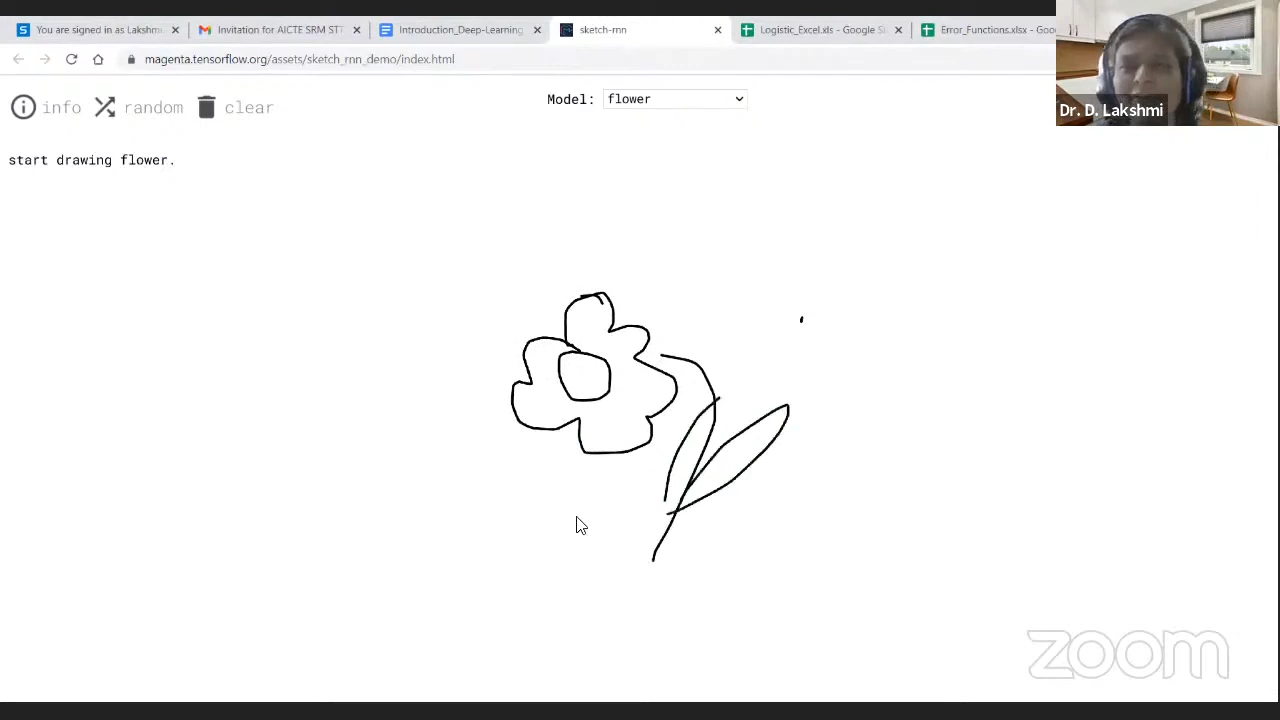 You are signed in as Lakshmi
Invitation for AICTE SRM STT
Introduction_Deep-Learning
sketch-rnn
Logistic_Excel.xls - Google S
Error_Functions.xlsx - Goo
magenta.tensorflow.org/assets/sketch_rnn_demo/index.html
info
random
clear
Model:
flower
Dr. D. Lakshmi
start drawing flower.
zoom